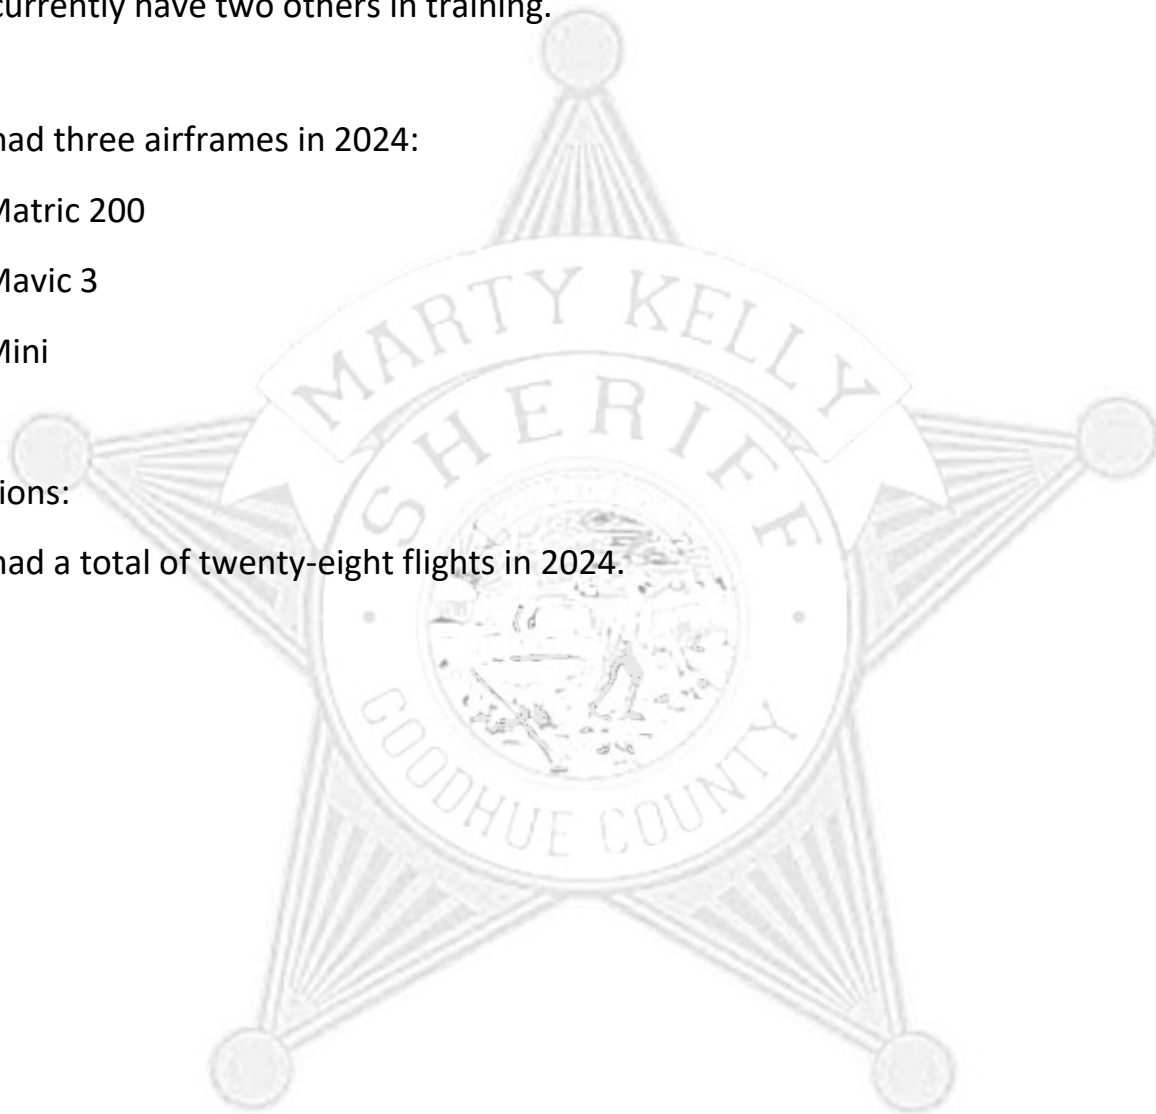 currently have two others in training.
had three airframes in 2024:
Matric 200
Mavic 3
Mini
tions:
had a total of twenty-eight flights in 2024.
MARTY KELLY
SHERIFF
GOODHUE COUNTY